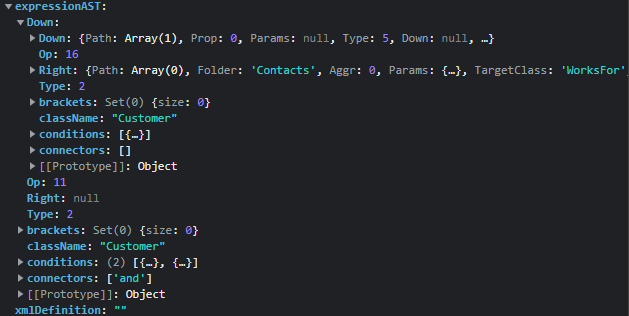 expressionAST:
Down:
Down: {Path: Array(1), Prop: 0, Params: null, Type: 5, Down: null, …}
Op: 16
Right: {Path: Array(0), Folder: 'Contacts', Aggr: 0, Params: {…}, TargetClass: 'WorksFor',
Type: 2
brackets: Set(0) {size: 0}
className: "Customer"
conditions: [{…}]
connectors: []
[[Prototype]]: Object
Op: 11
Right: null
Type: 2
brackets: Set(0) {size: 0}
className: "Customer"
conditions: (2) [{…}, {…}]
connectors: ['and']
[[Prototype]]: Object
xmlDefinition: ""